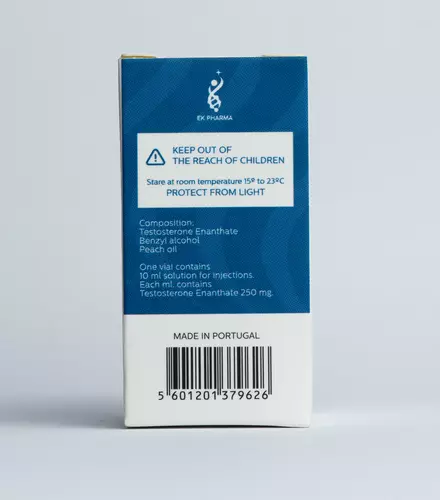 EK PHARMA
KEEP OUT OF
THE REACH OF CHILDREN
Stare at room temperature 15º to 23ºC
PROTECT FROM LIGHT
Composition:
Testosterone Enanthate
Benzyl alcohol
Peach oil
One vial contains
10 ml solution for injections.
Each ml. contains
Testosterone Enanthate 250 mg.
MADE IN PORTUGAL
5 601201 379626